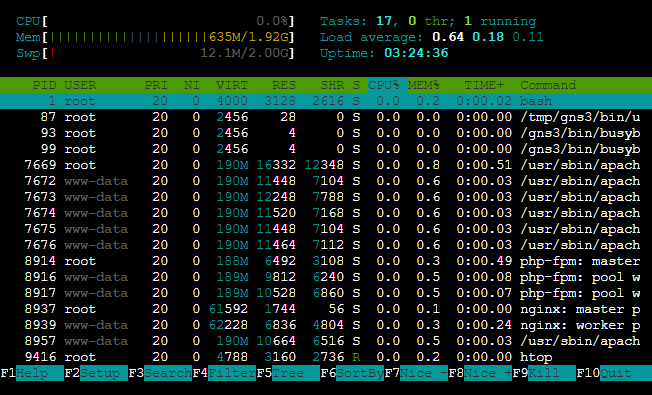 CPU[ 0.0%] Tasks: 17, 0 thr; 1 running
Mem[||||||||||||||||||||635M/1.92G] Load average: 0.64 0.18 0.11
Swp[| 12.1M/2.00G] Uptime: 03:24:36
PID USER PRI NI VIRT RES SHR S CPU% MEM% TIME+ Command
1 root 20 0 4000 3128 2616 S 0.0 0.2 0:00.02 bash
87 root 20 0 2456 28 0 S 0.0 0.0 0:00.00 /tmp/gns3/bin/u
93 root 20 0 2456 4 0 S 0.0 0.0 0:00.00 /gns3/bin/busyb
99 root 20 0 2456 4 0 S 0.0 0.0 0:00.00 /gns3/bin/busyb
7669 root 20 0 190M 16332 12348 S 0.0 0.8 0:00.51 /usr/sbin/apach
7672 www-data 20 0 190M 11448 7104 S 0.0 0.6 0:00.03 /usr/sbin/apach
7673 www-data 20 0 190M 12248 7788 S 0.0 0.6 0:00.03 /usr/sbin/apach
7674 www-data 20 0 190M 11520 7168 S 0.0 0.6 0:00.03 /usr/sbin/apach
7675 www-data 20 0 190M 11448 7104 S 0.0 0.6 0:00.03 /usr/sbin/apach
7676 www-data 20 0 190M 11464 7112 S 0.0 0.6 0:00.03 /usr/sbin/apach
8914 root 20 0 188M 6492 3108 S 0.0 0.3 0:00.49 php-fpm: master
8916 www-data 20 0 189M 9812 6240 S 0.0 0.5 0:00.08 php-fpm: pool w
8917 www-data 20 0 189M 10528 6860 S 0.0 0.5 0:00.07 php-fpm: pool w
8937 root 20 0 61592 1744 56 S 0.0 0.1 0:00.00 nginx: master p
8939 www-data 20 0 62228 6836 4804 S 0.0 0.3 0:00.24 nginx: worker p
8957 www-data 20 0 190M 10664 6516 S 0.0 0.5 0:00.03 /usr/sbin/apach
9416 root 20 0 4788 3160 2736 R 0.0 0.2 0:00.00 htop
F1Help F2Setup F3SearchF4FilterF5Tree F6SortByF7Nice -F8Nice +F9Kill F10Quit